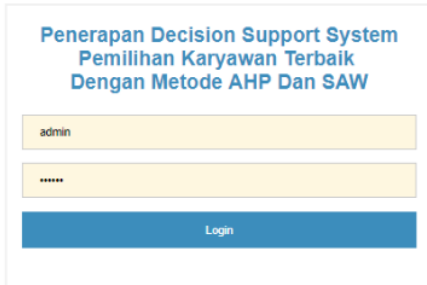 Penerapan Decision Support System
Pemilihan Karyawan Terbaik
Dengan Metode AHP Dan SAW
admin
••••••
Login